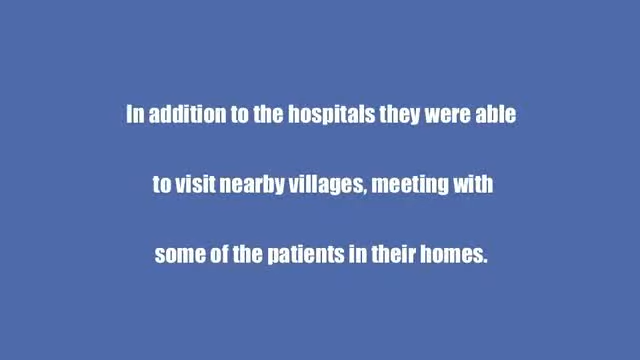 In addition to the hospitals they were able
to visit nearby villages, meeting with
some of the patients in their homes.